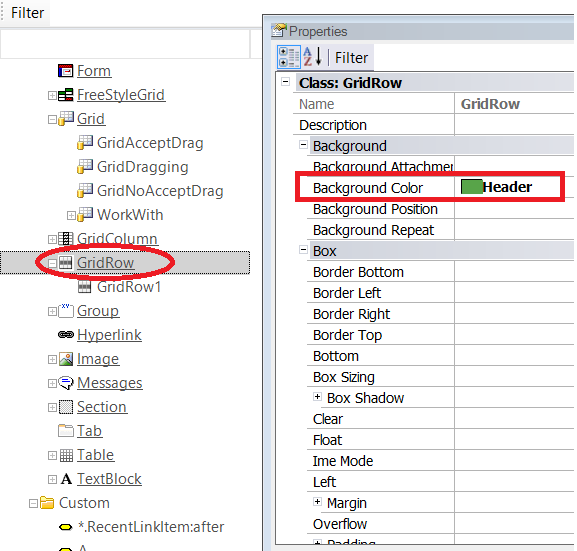 Filter
Form
FreeStyleGrid
Grid
GridAcceptDrag
GridDragging
GridNoAcceptDrag
WorkWith
GridColumn
GridRow
GridRow1
Group
Hyperlink
Image
Messages
Section
Tab
Table
A TextBlock
Custom
*.RecentLinkItem:after
Properties
Filter
Class: GridRow
Name GridRow
Description
Background
Background Attachmer
Background Color Header
Background Position
Background Repeat
Box
Border Bottom
Border Left
Border Right
Border Top
Bottom
Box Sizing
Box Shadow
Clear
Float
Ime Mode
Left
Margin
Overflow
Padding